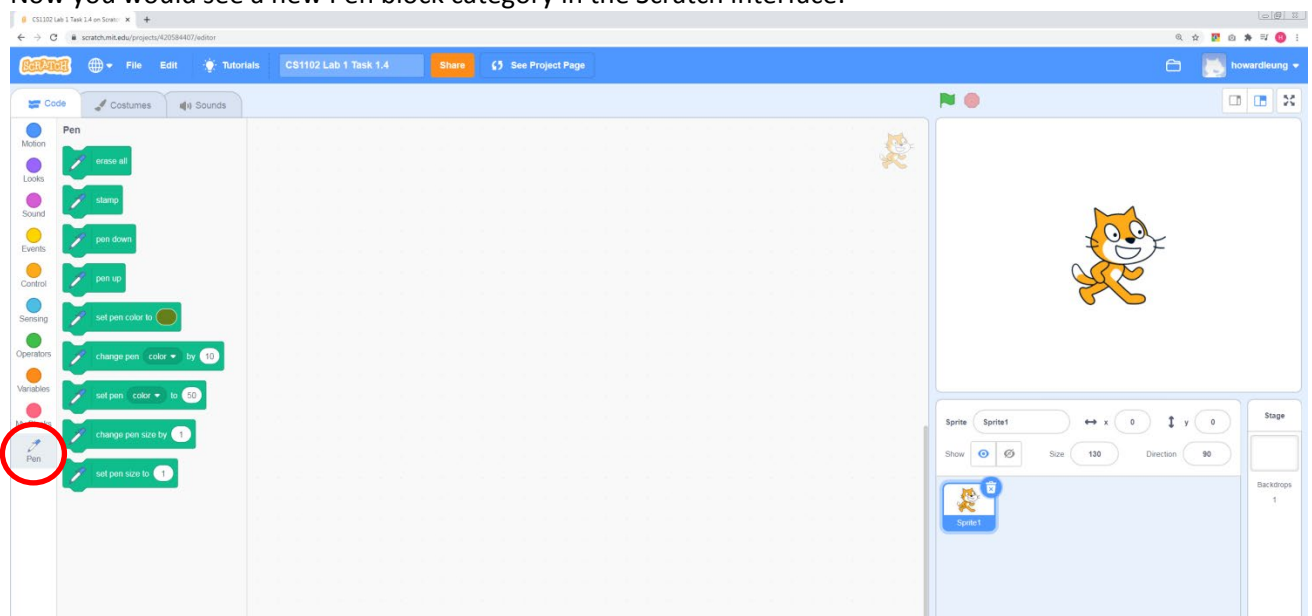 Now you would see a new Pen block category in the Scratch interface.
CS1102 Lab 1 Task 1.4 on Scratc
scratch.mit.edu/projects/420584407/editor
SCRATCH File Edit Tutorials CS1102 Lab 1 Task 1.4 Share See Project Page howardleung
Code Costumes Sounds
Motion
Looks
Sound
Events
Control
Sensing
Operators
Variables
My Blocks
Pen
Pen
erase all
stamp
pen down
pen up
set pen color to
change pen color by 10
set pen color to 50
change pen size by 1
set pen size to 1
Sprite Sprite1 x 0 y 0
Show Size 130 Direction 90
Sprite1
Stage
Backdrops
1